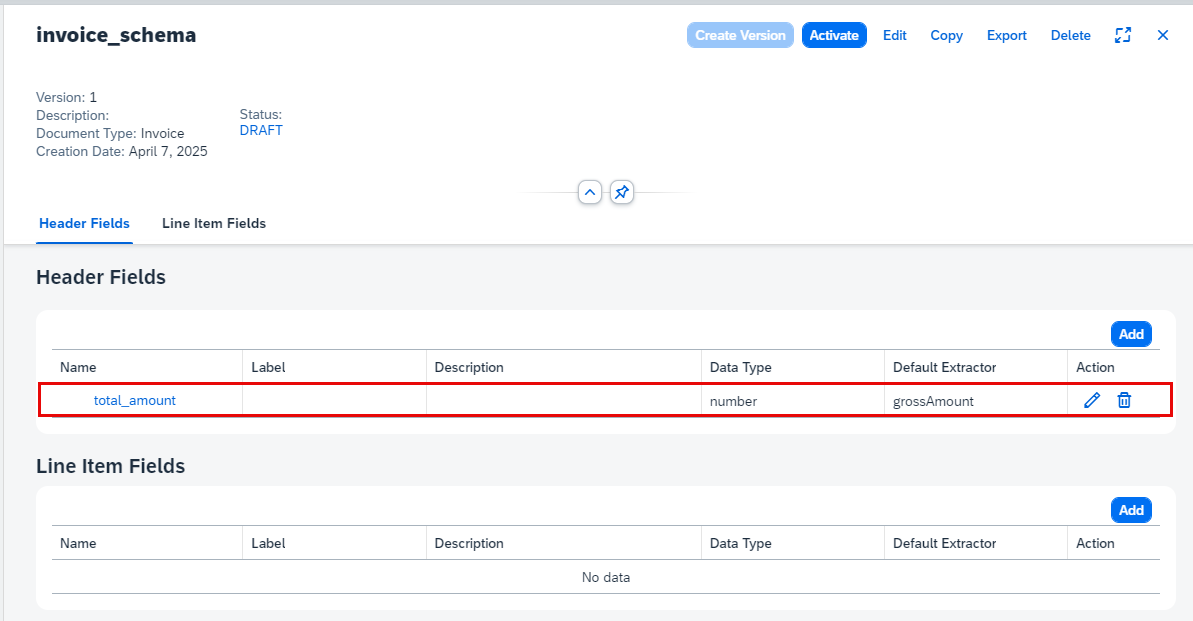 invoice_schema
Create Version Activate Edit Copy Export Delete
Version: 1
Description:
Document Type: Invoice
Creation Date: April 7, 2025
Status:
DRAFT
Header Fields Line Item Fields
Header Fields
Add
Name Label Description Data Type Default Extractor Action
total_amount number grossAmount
Line Item Fields
Add
Name Label Description Data Type Default Extractor Action
No data